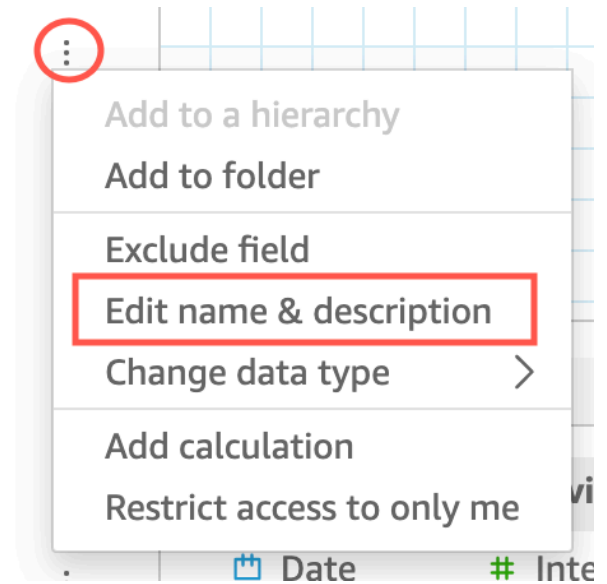 Add to a hierarchy
Add to folder
Exclude field
Edit name & description
Change data type
Add calculation
Restrict access to only me
Date